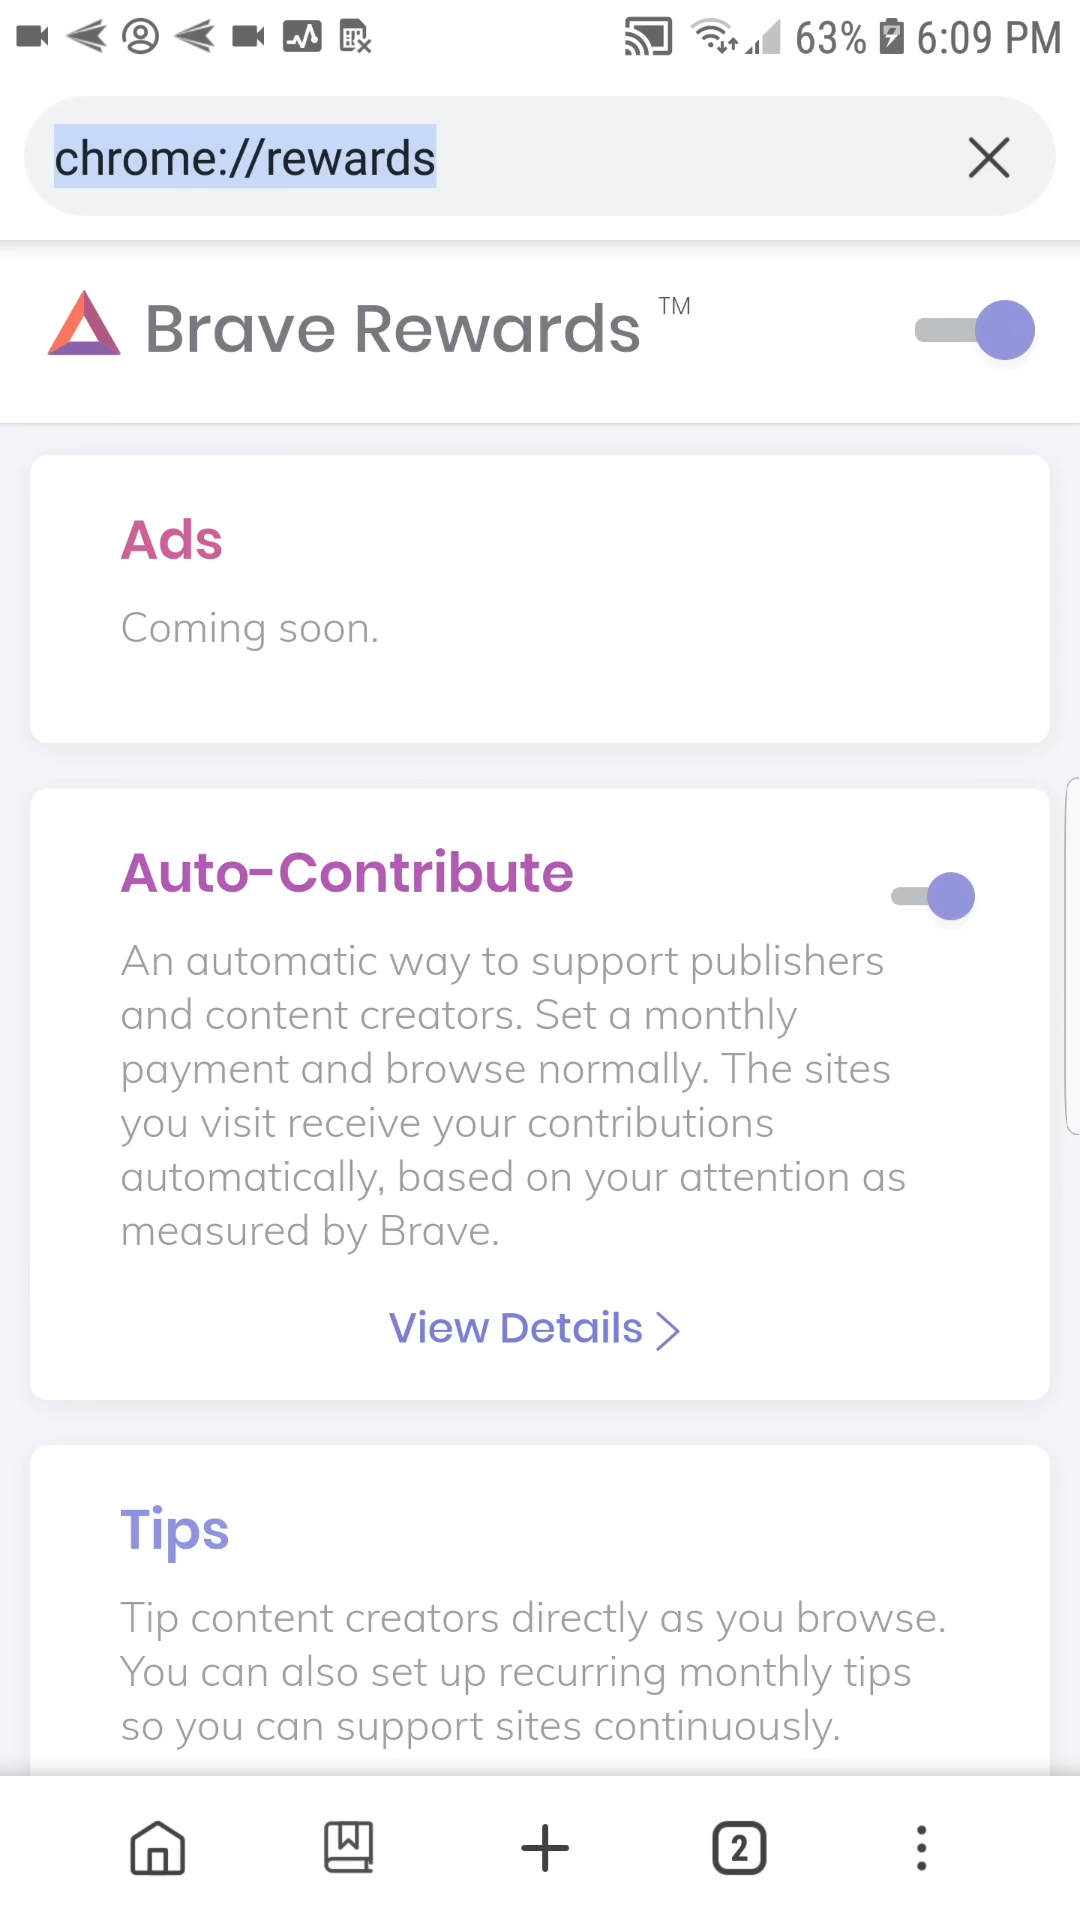 63% 6:09 PM
chrome://rewards
Brave Rewards ™
Ads
Coming soon.
Auto-Contribute
An automatic way to support publishers
and content creators. Set a monthly
payment and browse normally. The sites
you visit receive your contributions
automatically, based on your attention as
measured by Brave.
View Details
Tips
Tip content creators directly as you browse.
You can also set up recurring monthly tips
so you can support sites continuously.
2